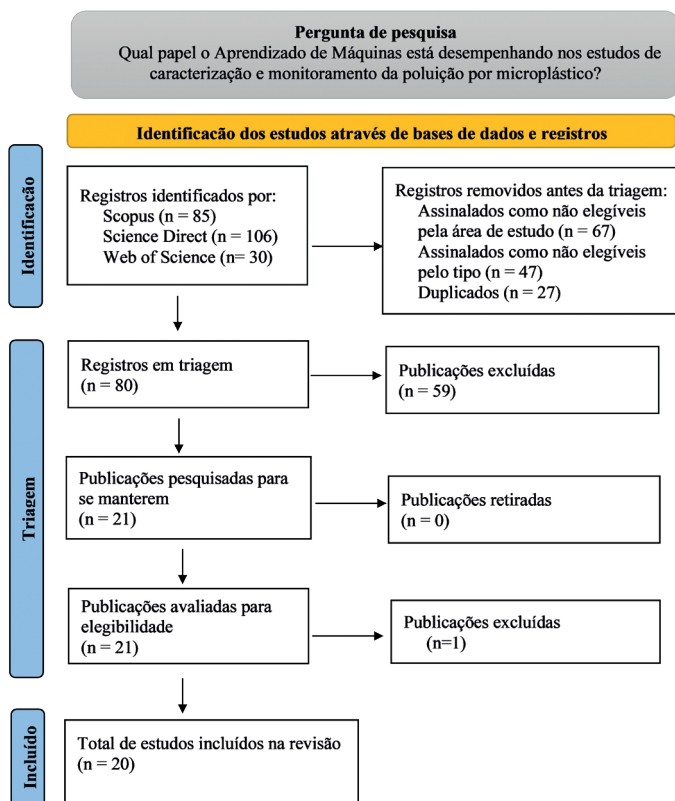 Pergunta de pesquisa
Qual papel o Aprendizado de Máquinas está desempenhando nos estudos de
caracterização e monitoramento da poluição por microplástico?
Identificação dos estudos através de bases de dados e registros
Identificação
Registros identificados por:
Scopus (n = 85)
Science Direct (n = 106)
Web of Science (n= 30)
Registros removidos antes da triagem:
Assinalados como não elegíveis
pela área de estudo (n = 67)
Assinalados como não elegíveis
pelo tipo (n = 47)
Duplicados (n = 27)
Triagem
Registros em triagem
(n = 80)
Publicações excluídas
(n = 59)
Publicações pesquisadas para
se manterem
(n = 21)
Publicações retiradas
(n = 0)
Publicações avaliadas para
elegibilidade
(n = 21)
Publicações excluídas
(n=1)
Incluído
Total de estudos incluídos na revisão
(n = 20)